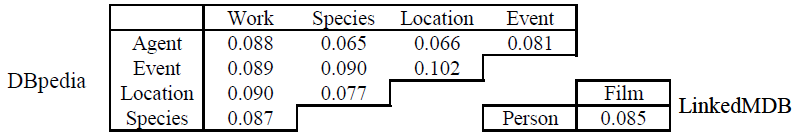 Work Species Location Event
Agent 0.088 0.065 0.066 0.081
DBpedia
Event 0.089 0.090 0.102
Location 0.090 0.077
Film
LinkedMDB
Species 0.087
Person 0.085